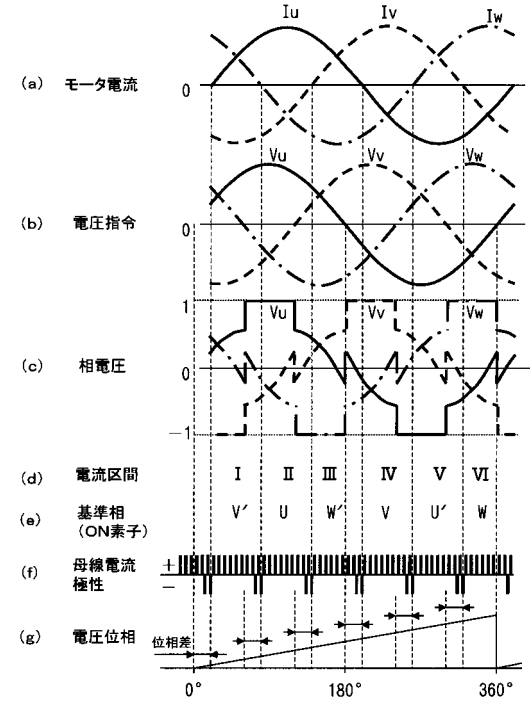 Iu Iv Iw
(a) モータ電流 0
Vu Vv Vw
(b) 電圧指令 0
1
Vu Vv Vw
(c) 相電圧 0
-1
(d) 電流区間 I II III IV V VI
(e) 基準相 V′ U W′ V U′ W
(ON素子)
(f) 母線電流 +
極性 -
(g) 電圧位相 位相差
0° 180° 360°